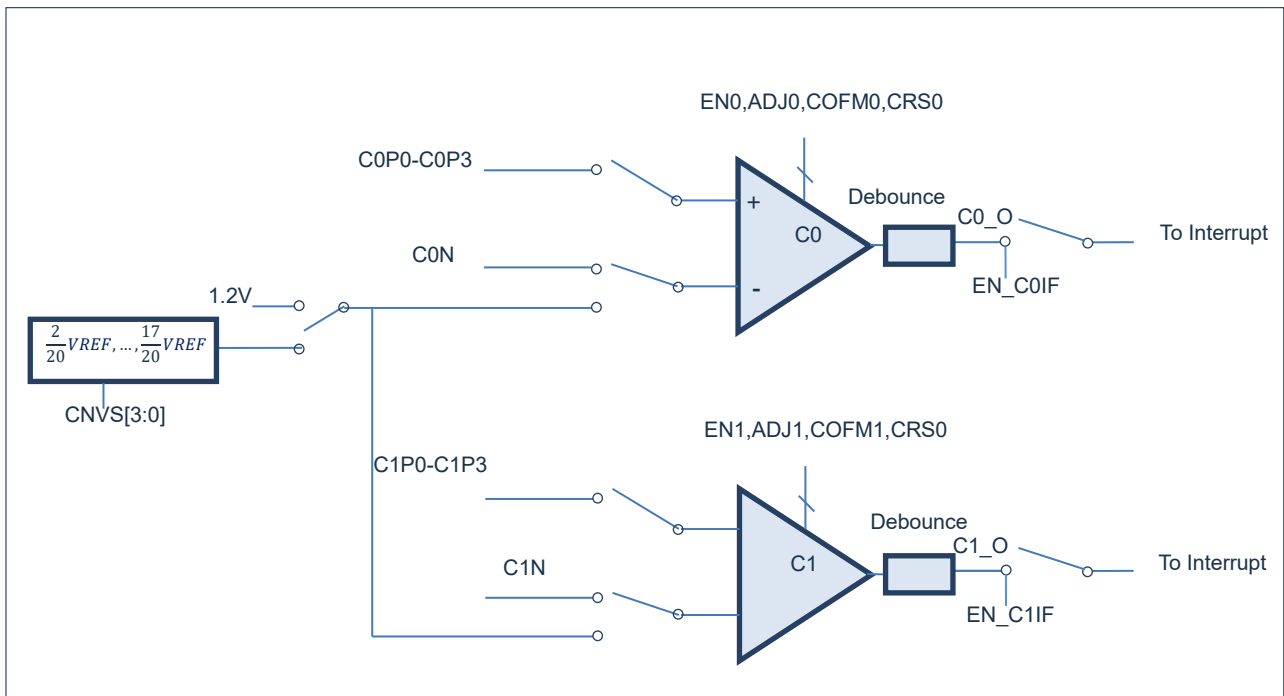 EN0,ADJ0,COFM0,CRS0
C0P0-C0P3
Debounce
+
C0
C0_O
To Interrupt
C0N
-
EN_C0IF
1.2V
2/20 VREF,…,17/20 VREF
CNVS[3:0]
EN1,ADJ1,COFM1,CRS0
C1P0-C1P3
Debounce
C1_O
C1
To Interrupt
C1N
EN_C1IF